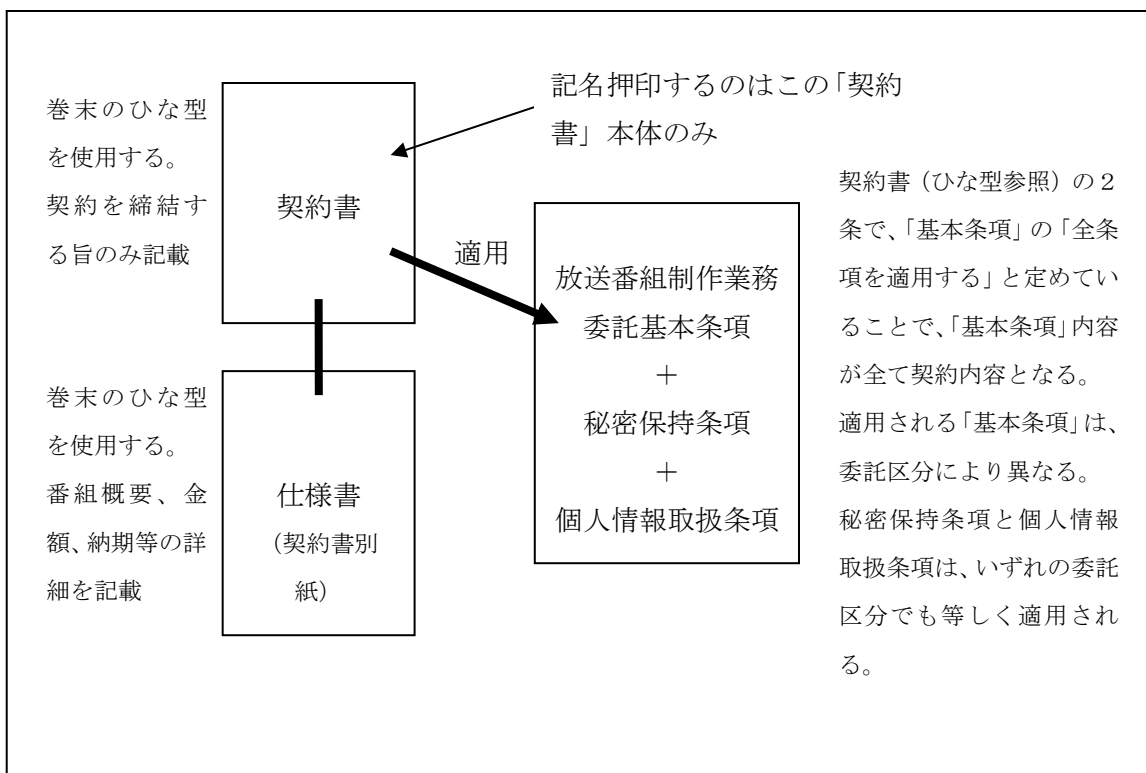 巻末のひな型
を使用する。
契約を締結す
る旨のみ記載
契約書
記名押印するのはこの「契約
書」本体のみ
適用
巻末のひな型
を使用する。
番組概要、金
額、納期等の詳
細を記載
仕様書
(契約書別
紙)
放送番組制作業務
委託基本条項
+
秘密保持条項
+
個人情報取扱条項
契約書(ひな型参照)の2
条で、「基本条項」の「全条
項を適用する」と定めてい
ることで、「基本条項」内容
が全て契約内容となる。
適用される「基本条項」は、
委託区分により異なる。
秘密保持条項と個人情報
取扱条項は、いずれの委託
区分でも等しく適用され
る。